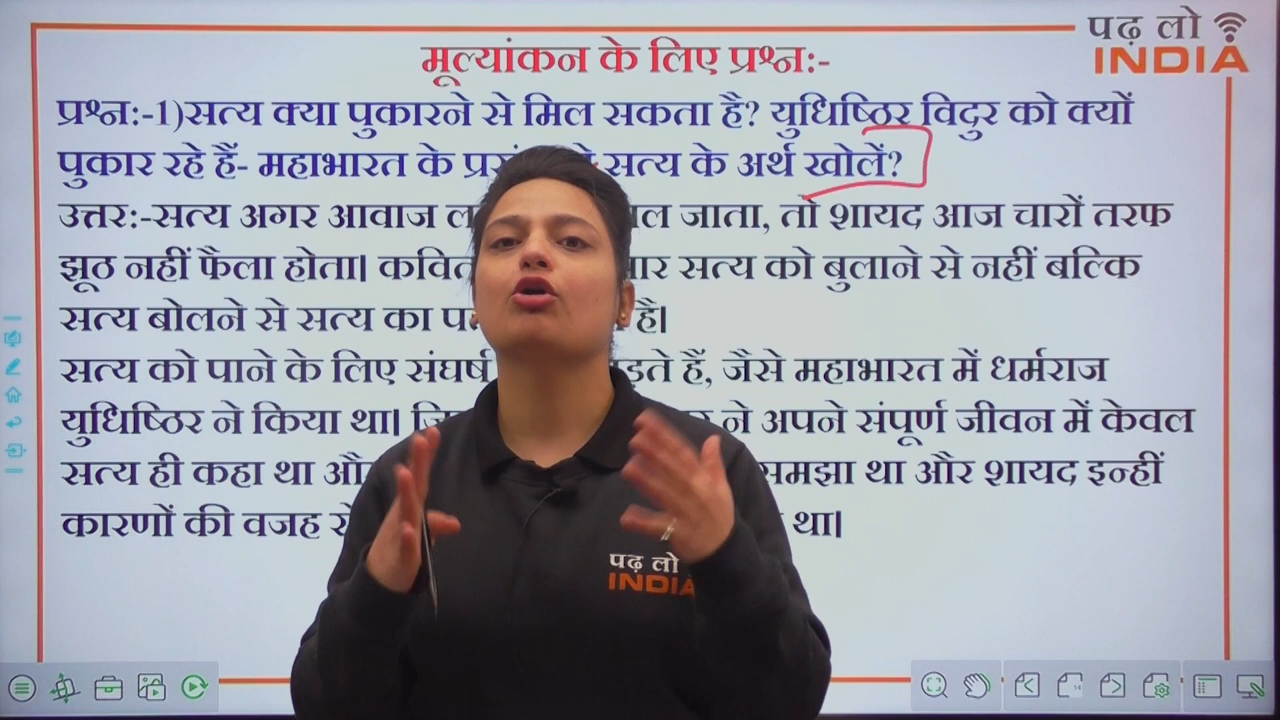 पढ़ लो
INDIA
मूल्यांकन के लिए प्रश्न:-
प्रश्न:-1)सत्य क्या पुकारने से मिल सकता है? युधिष्ठिर विदुर को क्यों
पुकार रहे हैं- महाभारत के सत्य के अर्थ खोलें?
उत्तर:-सत्य अगर आवाज जाता, तो शायद आज चारों तरफ
झूठ नहीं फैला होता। सत्य को बुलाने से नहीं बल्कि
सत्य बोलने से सत्य का है।
सत्य को पाने के लिए संघर्ष हैं, जैसे महाभारत में धर्मराज
युधिष्ठिर ने किया था। ने अपने संपूर्ण जीवन में केवल
सत्य ही कहा था समझा था और शायद इन्हीं
कारणों की वजह था।
पढ़ लो
INDIA